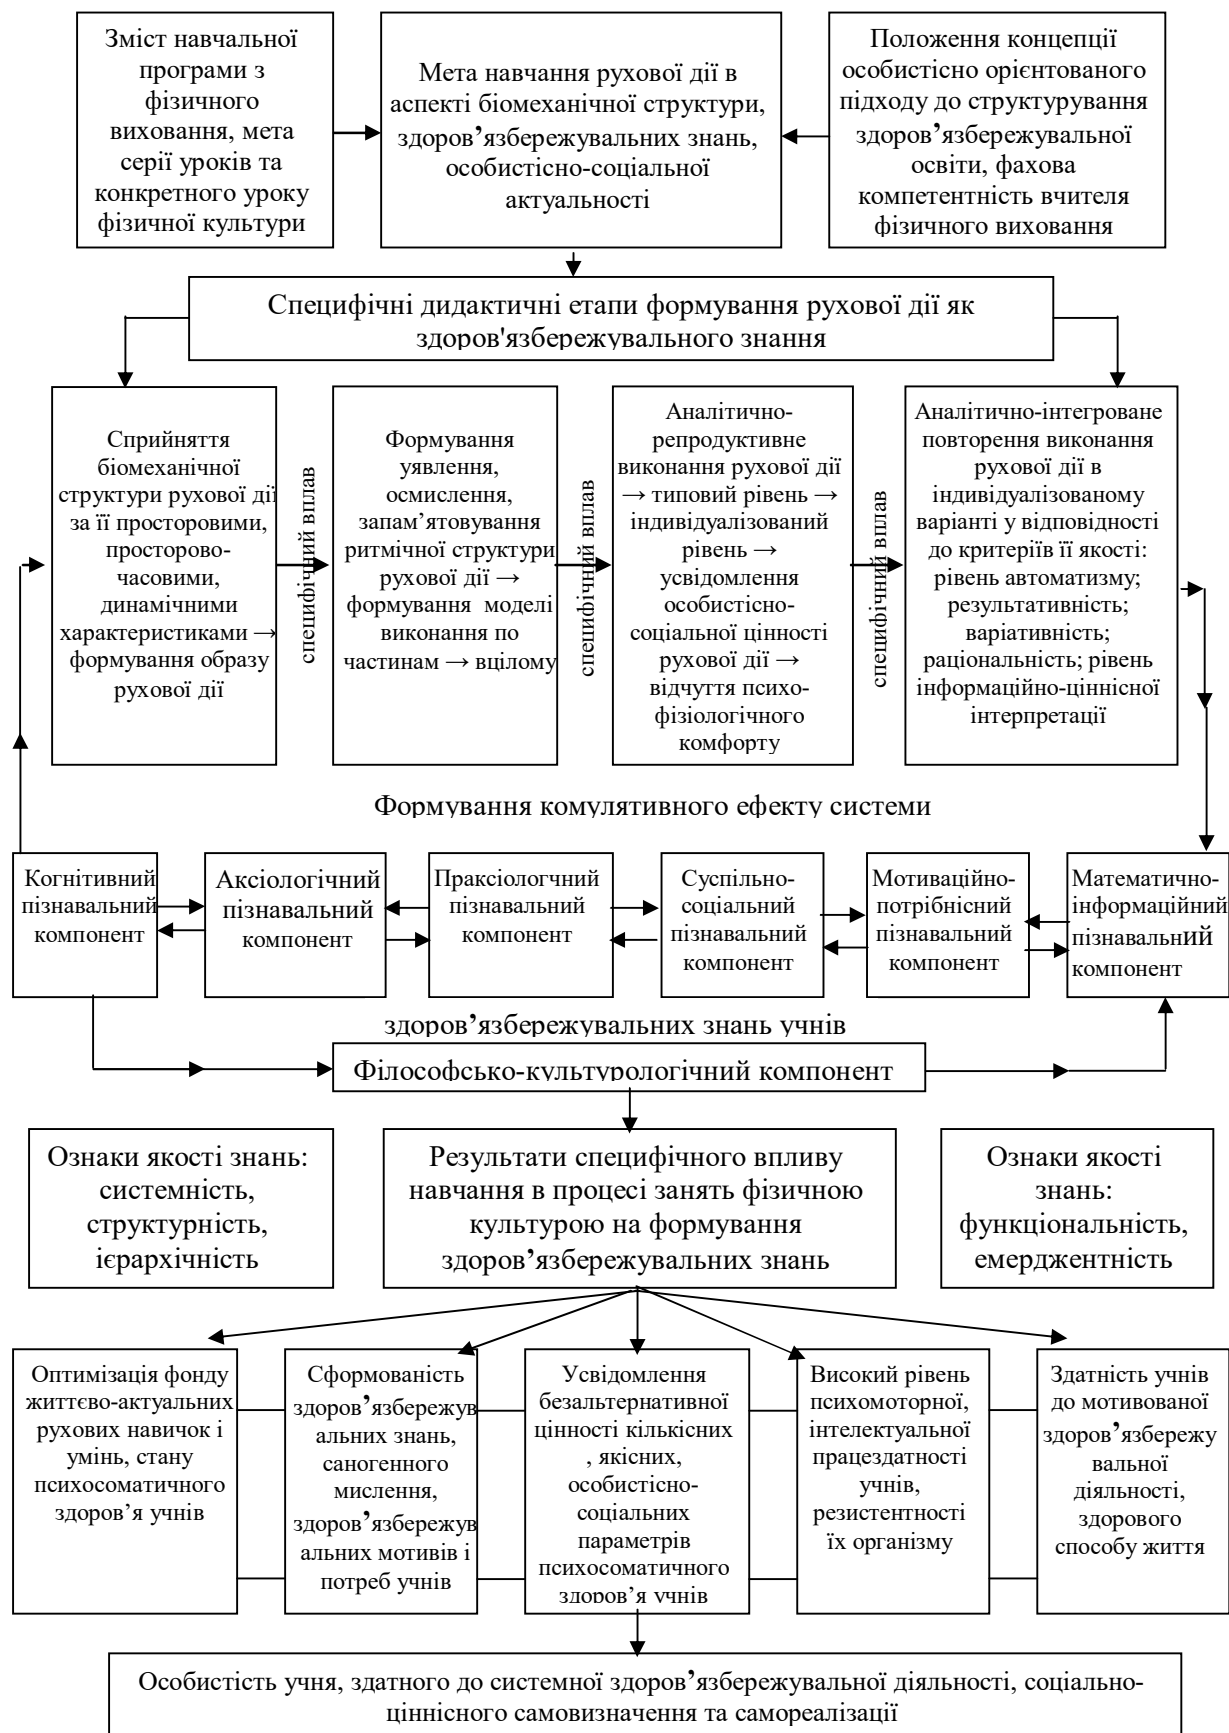 Зміст навчальної
програми з
фізичного
виховання, мета
серії уроків та
конкретного уроку
фізичної культури
Мета навчання рухової дії в
аспекті біомеханічної структури,
здоров’язбережувальних знань,
особистісно-соціальної
актуальності
Положення концепції
особистісно орієнтованого
підходу до структурування
здоров’язбережувальної
освіти, фахова
компетентність вчителя
фізичного виховання
Специфічні дидактичні етапи формування рухової дії як
здоров'язбережувального знання
Сприйняття
біомеханічної
структури рухової дії
за її просторовими,
просторово-
часовими,
динамічними
характеристиками →
формування образу
рухової дії
специфічний вплав
Формування
уявлення,
осмислення,
запам’ятовування
ритмічної структури
рухової дії →
формування моделі
виконання по
частинам → вцілому
специфічний вплав
Аналітично-
репродуктивне
виконання рухової дії
→ типовий рівень →
індивідуалізований
рівень →
усвідомлення
особистісно-
соціальної цінності
рухової дії →
відчуття психо-
фізіологічного
комфорту
специфічний вплав
Аналітично-інтегроване
повторення виконання
рухової дії в
індивідуалізованому
варіанті у відповідності
до критеріїв її якості:
рівень автоматизму;
результативність;
варіативність;
раціональність; рівень
інформаційно-ціннісної
інтерпретації
Формування комулятивного ефекту системи
Когнітивний
пізнавальний
компонент
Аксіологічний
пізнавальний
компонент
Праксіологчний
пізнавальний
компонент
Суспільно-
соціальний
пізнавальний
компонент
Мотиваційно-
потрібнісний
пізнавальний
компонент
Математично-
інформаційний
пізнавальний
компонент
здоров’язбережувальних знань учнів
Філософсько-культурологічний компонент
Ознаки якості знань:
системність,
структурність,
ієрархічність
Результати специфічного впливу
навчання в процесі занять фізичною
культурою на формування
здоров’язбережувальних знань
Ознаки якості
знань:
функціональність,
емерджентність
Оптимізація фонду
життєво-актуальних
рухових навичок і
умінь, стану
психосоматичного
здоров’я учнів
Сформованість
здоров’язбережув
альних знань,
саногенного
мислення,
здоров’язбережув
альних мотивів і
потреб учнів
Усвідомлення
безальтернативної
цінності кількісних
, якісних,
особистісно-
соціальних
параметрів
психосоматичного
здоров’я учнів
Високий рівень
психомоторної,
інтелектуальної
працездатності
учнів,
резистентності
їх організму
Здатність учнів
до мотивованої
здоров’язбережу
вальної
діяльності,
здорового
способу життя
Особистість учня, здатного до системної здоров’язбережувальної діяльності, соціально-
ціннісного самовизначення та самореалізації